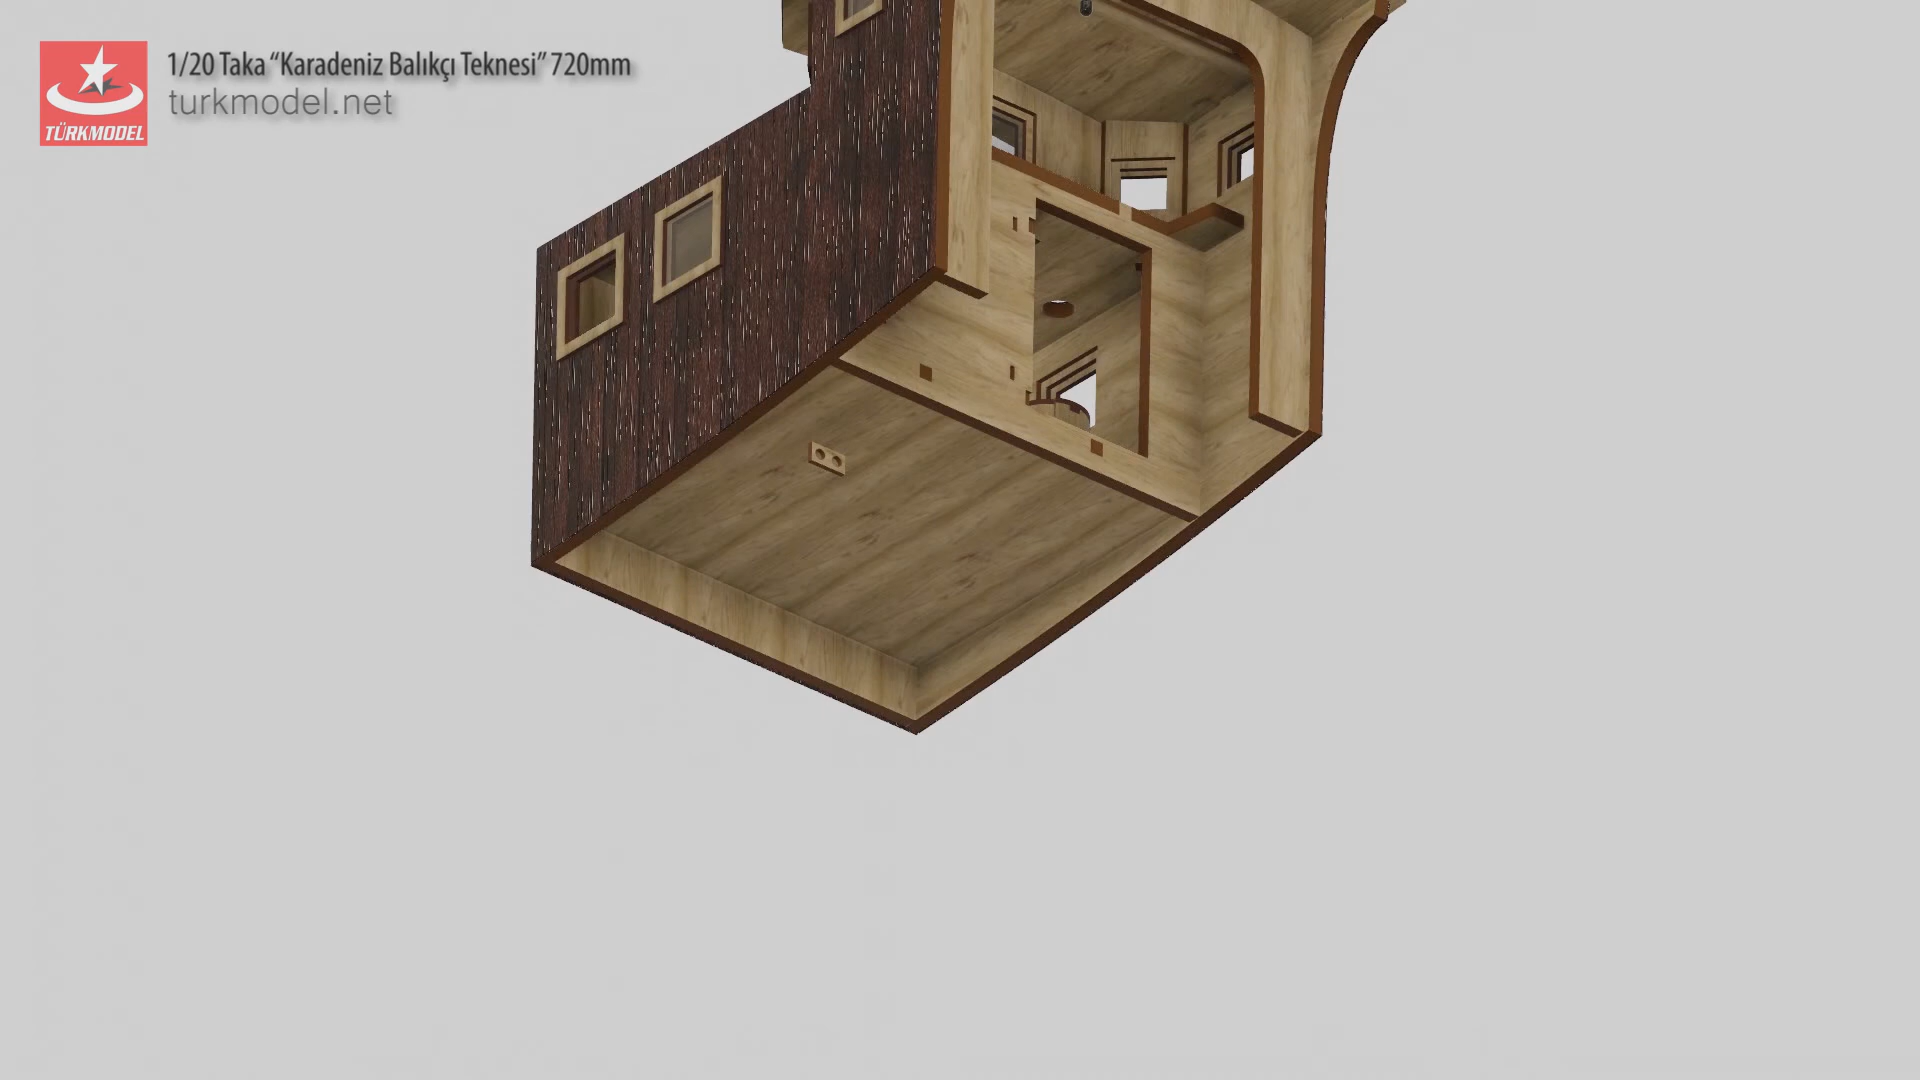 1/20 Taka “Karadeniz Balıkçı Teknesi” 720mm
turkmodel.net
TÜRKMODEL